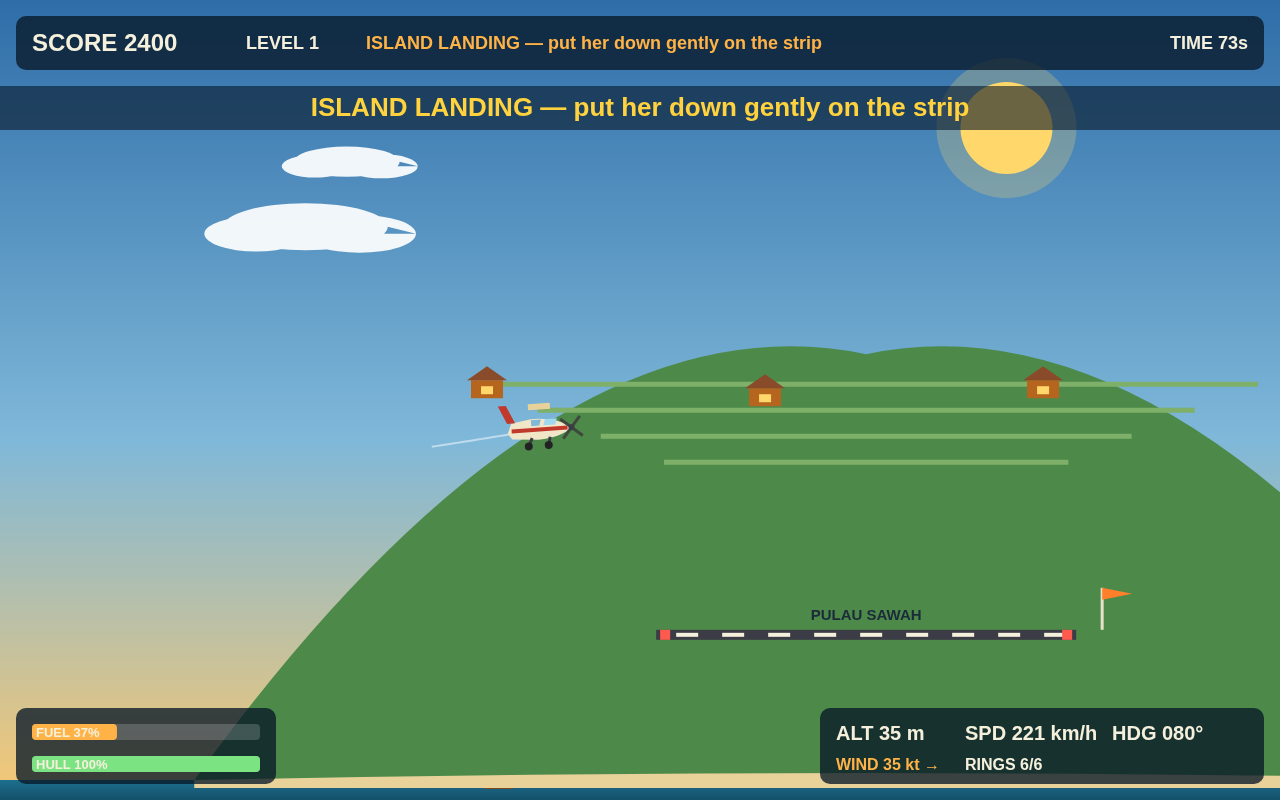 SCORE 2400 LEVEL 1 ISLAND LANDING — put her down gently on the strip TIME 73s
ISLAND LANDING — put her down gently on the strip
PULAU SAWAH
FUEL 37%
HULL 100%
ALT 35 m SPD 221 km/h HDG 080°
WIND 35 kt → RINGS 6/6